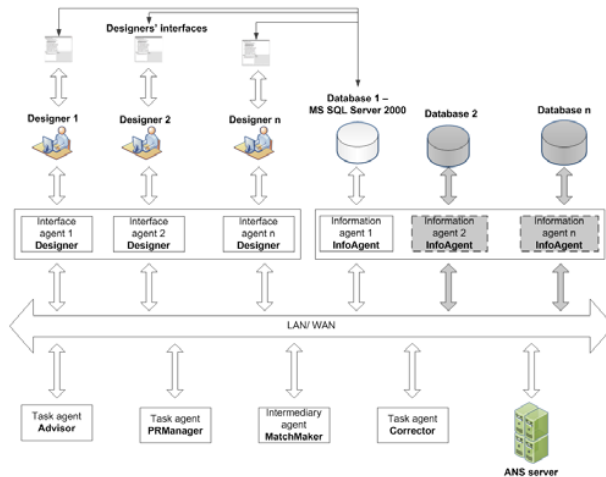 Designers' interfaces
Designer 1
Designer 2
Designer n
Database 1 –
MS SQL Server 2000
Database 2
Database n
Interface
agent 1
Designer
Interface
agent 2
Designer
Interface
agent n
Designer
Information
agent 1
InfoAgent
Information
agent 2
InfoAgent
Information
agent n
InfoAgent
LAN/ WAN
Task agent
Advisor
Task agent
PRManager
Intermediary
agent
MatchMaker
Task agent
Corrector
ANS server